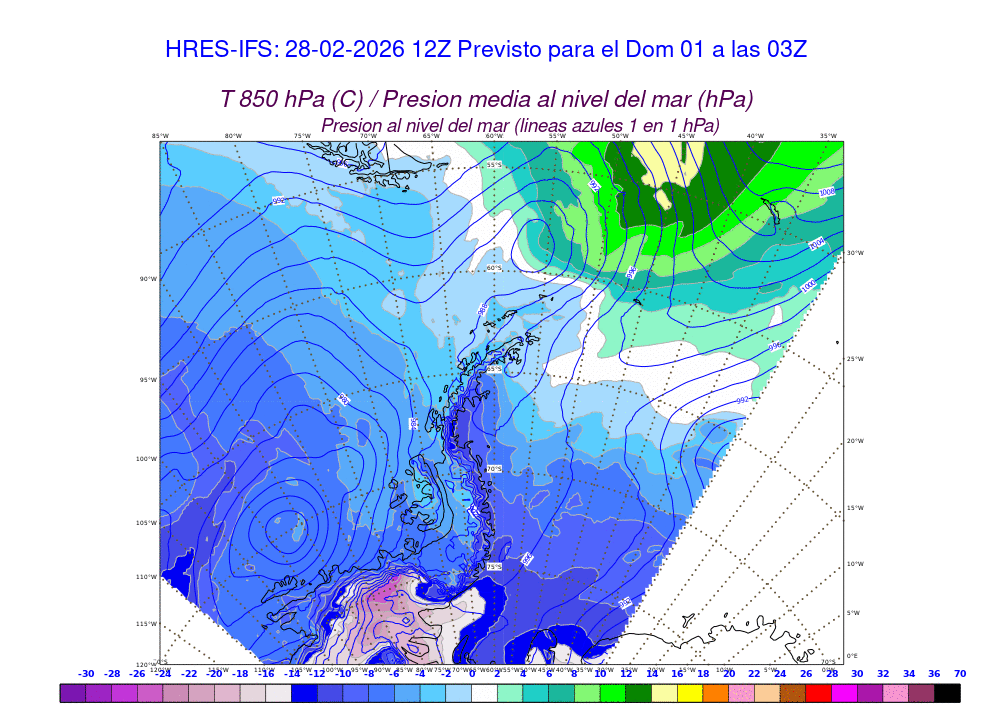 HRES-IFS: 28-02-2026 12Z Previsto para el Dom 01 a las 03Z
T 850 hPa (C) / Presion media al nivel del mar (hPa)
Presion al nivel del mar (lineas azules 1 en 1 hPa)
85°W 80°W 75°W 70°W 65°W 60°W 55°W 50°W 45°W 40°W 35°W
55°S
992
1008
1004
90°W 60°S 996 30°W
1000
988
996
95°W 65°S 25°W
992
100°W 70°S 20°W
105°W 15°W
110°W 75°S 10°W
115°W 5°W
120°W 70°S 0°E
-30 -28 -26 -24 -22 -20 -18 -16 -14 -12 -10 -8 -6 -4 -2 0 2 4 6 8 10 12 14 16 18 20 22 24 26 28 30 32 34 36 70